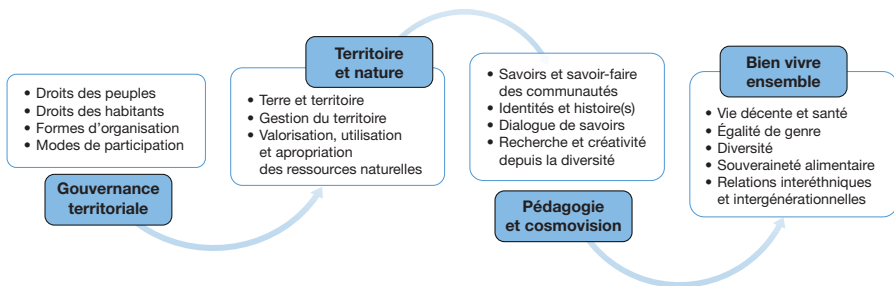 • Droits des peuples
• Droits des habitants
• Formes d'organisation
• Modes de participation
Gouvernance
territoriale
Territoire
et nature
• Terre et territoire
• Gestion du territoire
• Valorisation, utilisation
et apropriation
des ressources naturelles
• Savoirs et savoir-faire
des communautés
• Identités et histoire(s)
• Dialogue de savoirs
• Recherche et créativité
depuis la diversité
Pédagogie
et cosmovision
Bien vivre
ensemble
• Vie décente et santé
• Égalité de genre
• Diversité
• Souveraineté alimentaire
• Relations interéthniques
et intergénérationnelles